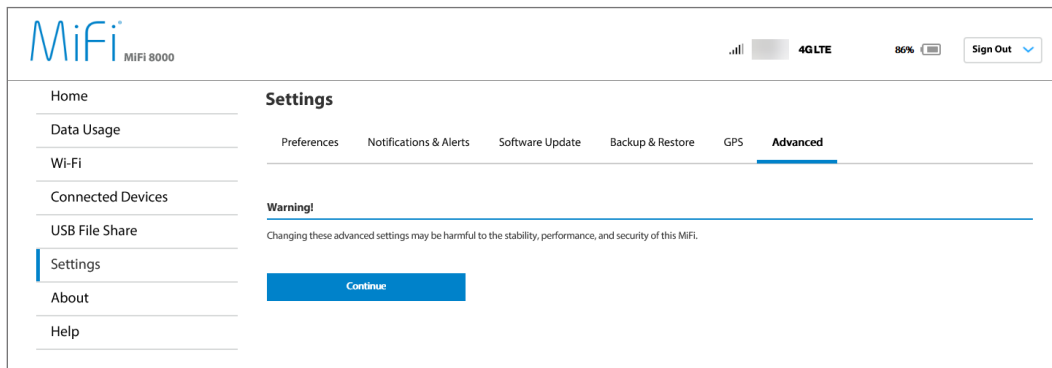 MiFi
MiFi 8000
4G LTE
86%
Sign Out
Home
Data Usage
Wi-Fi
Connected Devices
USB File Share
Settings
About
Help
Settings
Preferences Notifications & Alerts Software Update Backup & Restore GPS Advanced
Warning!
Changing these advanced settings may be harmful to the stability, performance, and security of this MiFi.
Continue